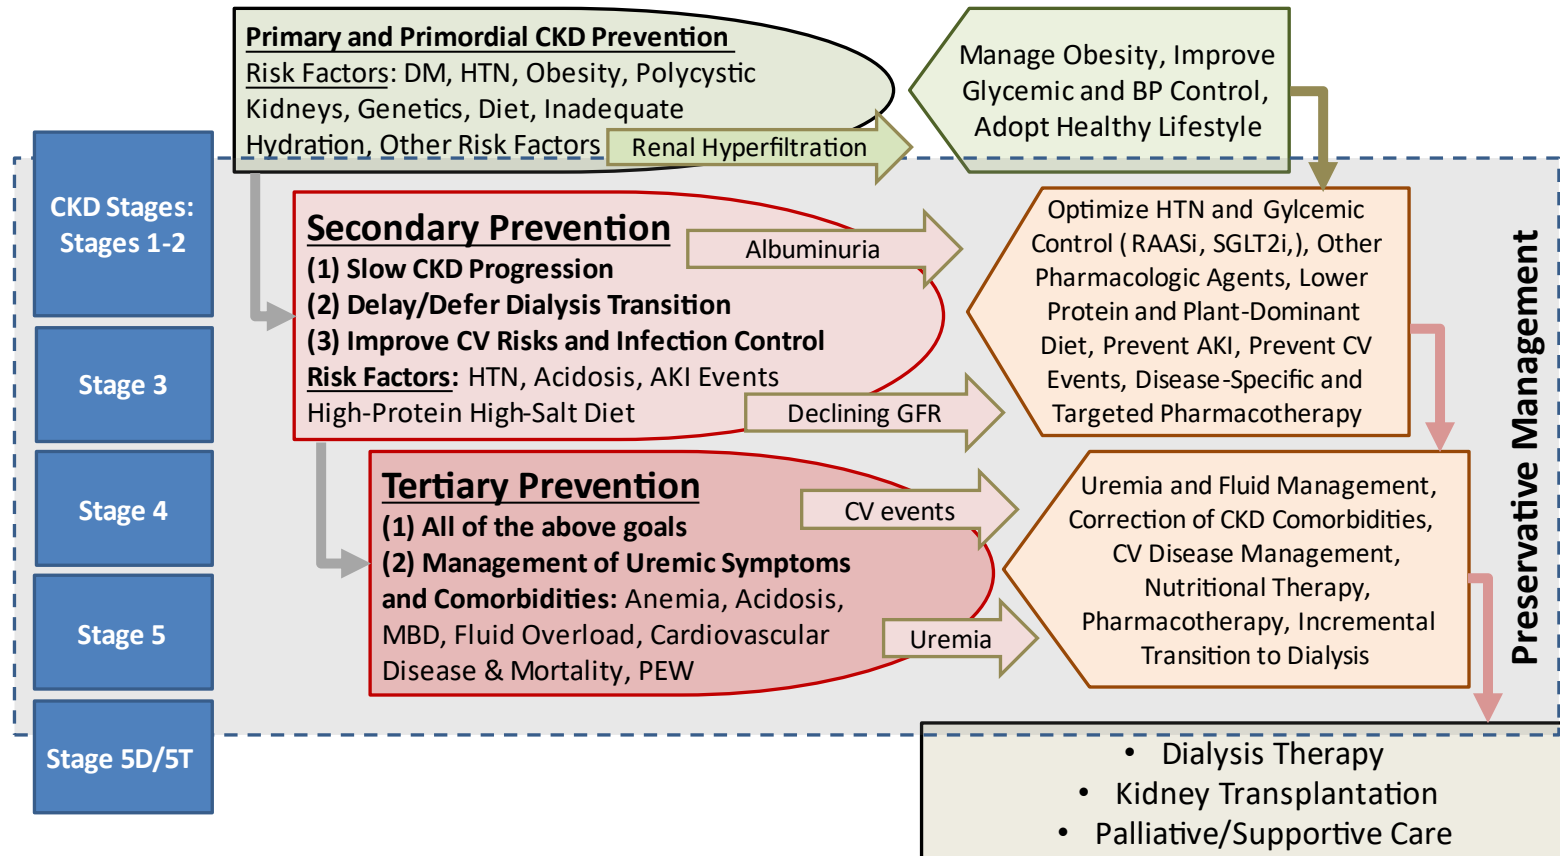 Primary and Primordial CKD Prevention
Risk Factors: DM, HTN, Obesity, Polycystic
Kidneys, Genetics, Diet, Inadequate
Hydration, Other Risk Factors
Renal Hyperfiltration
Manage Obesity, Improve
Glycemic and BP Control,
Adopt Healthy Lifestyle
CKD Stages:
Stages 1-2
Secondary Prevention
(1) Slow CKD Progression
(2) Delay/Defer Dialysis Transition
(3) Improve CV Risks and Infection Control
Risk Factors: HTN, Acidosis, AKI Events
High-Protein High-Salt Diet
Albuminuria
Declining GFR
Optimize HTN and Gylcemic
Control (RAASi, SGLT2i,), Other
Pharmacologic Agents, Lower
Protein and Plant-Dominant
Diet, Prevent AKI, Prevent CV
Events, Disease-Specific and
Targeted Pharmacotherapy
Stage 3
Stage 4
Tertiary Prevention
(1) All of the above goals
(2) Management of Uremic Symptoms
and Comorbidities: Anemia, Acidosis,
MBD, Fluid Overload, Cardiovascular
Disease & Mortality, PEW
CV events
Uremia
Uremia and Fluid Management,
Correction of CKD Comorbidities,
CV Disease Management,
Nutritional Therapy,
Pharmacotherapy, Incremental
Transition to Dialysis
Preservative Management
Stage 5
Stage 5D/5T
• Dialysis Therapy
• Kidney Transplantation
• Palliative/Supportive Care